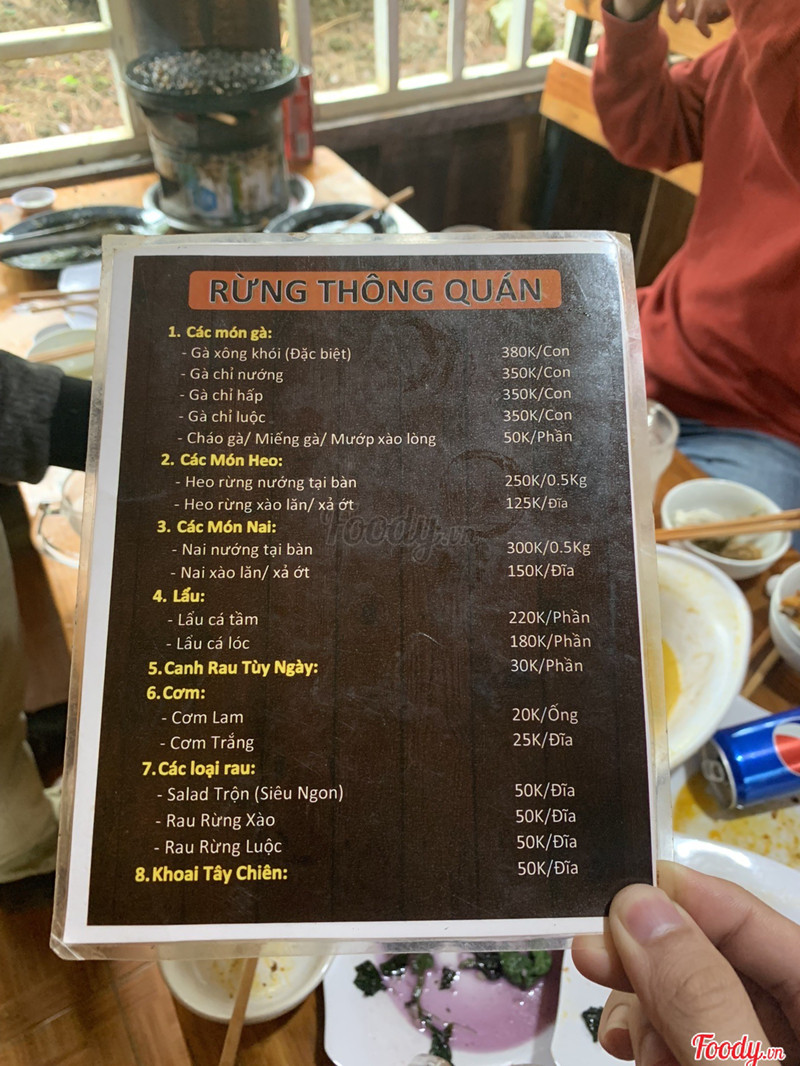 RỪNG THÔNG QUÁN
1. Các món gà:
- Gà xông khói (Đặc biệt) 380K/Con
- Gà chỉ nướng 350K/Con
- Gà chỉ hấp 350K/Con
- Gà chỉ luộc 350K/Con
- Cháo gà/ Miếng gà/ Mướp xào lòng 50K/Phần
2. Các Món Heo:
- Heo rừng nướng tại bàn 250K/0.5Kg
- Heo rừng xào lăn/ xả ớt 125K/Đĩa
3. Các Món Nai:
- Nai nướng tại bàn 300K/0.5Kg
- Nai xào lăn/ xả ớt 150K/Đĩa
4. Lẩu:
- Lẩu cá tầm 220K/Phần
- Lẩu cá lóc 180K/Phần
5. Canh Rau Tùy Ngày: 30K/Phần
6. Cơm:
- Cơm Lam 20K/Ống
- Cơm Trắng 25K/Đĩa
7. Các loại rau:
- Salad Trộn (Siêu Ngon) 50K/Đĩa
- Rau Rừng Xào 50K/Đĩa
- Rau Rừng Luộc 50K/Đĩa
8. Khoai Tây Chiên: 50K/Đĩa
Foody.vn
Foody.vn